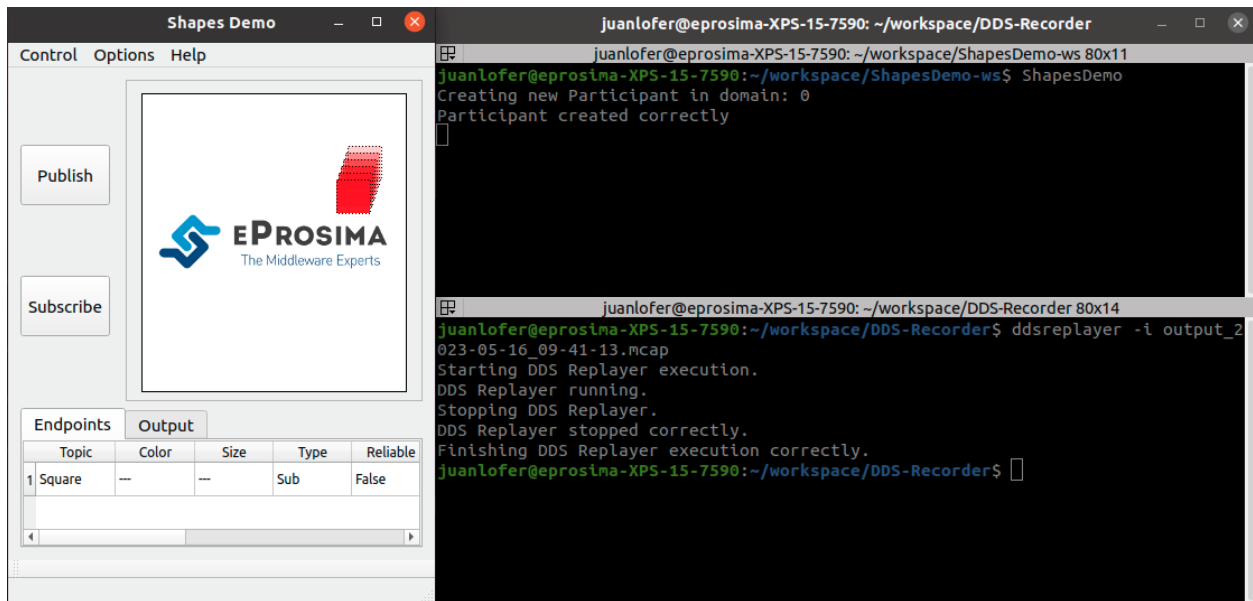 Shapes Demo
Control Options Help
Publish
Subscribe
EPROSIMA
The Middleware Experts
Endpoints Output
Topic Color Size Type Reliable
1 Square --- --- Sub False
juanlofer@eprosima-XPS-15-7590: ~/workspace/DDS-Recorder
juanlofer@eprosima-XPS-15-7590: ~/workspace/ShapesDemo-ws 80x11
juanlofer@eprosima-XPS-15-7590:~/workspace/ShapesDemo-ws$ ShapesDemo
Creating new Participant in domain: 0
Participant created correctly
juanlofer@eprosima-XPS-15-7590: ~/workspace/DDS-Recorder 80x14
juanlofer@eprosima-XPS-15-7590:~/workspace/DDS-Recorder$ ddsreplayer -i output_2
023-05-16_09-41-13.mcap
Starting DDS Replayer execution.
DDS Replayer running.
Stopping DDS Replayer.
DDS Replayer stopped correctly.
Finishing DDS Replayer execution correctly.
juanlofer@eprosima-XPS-15-7590:~/workspace/DDS-Recorder$